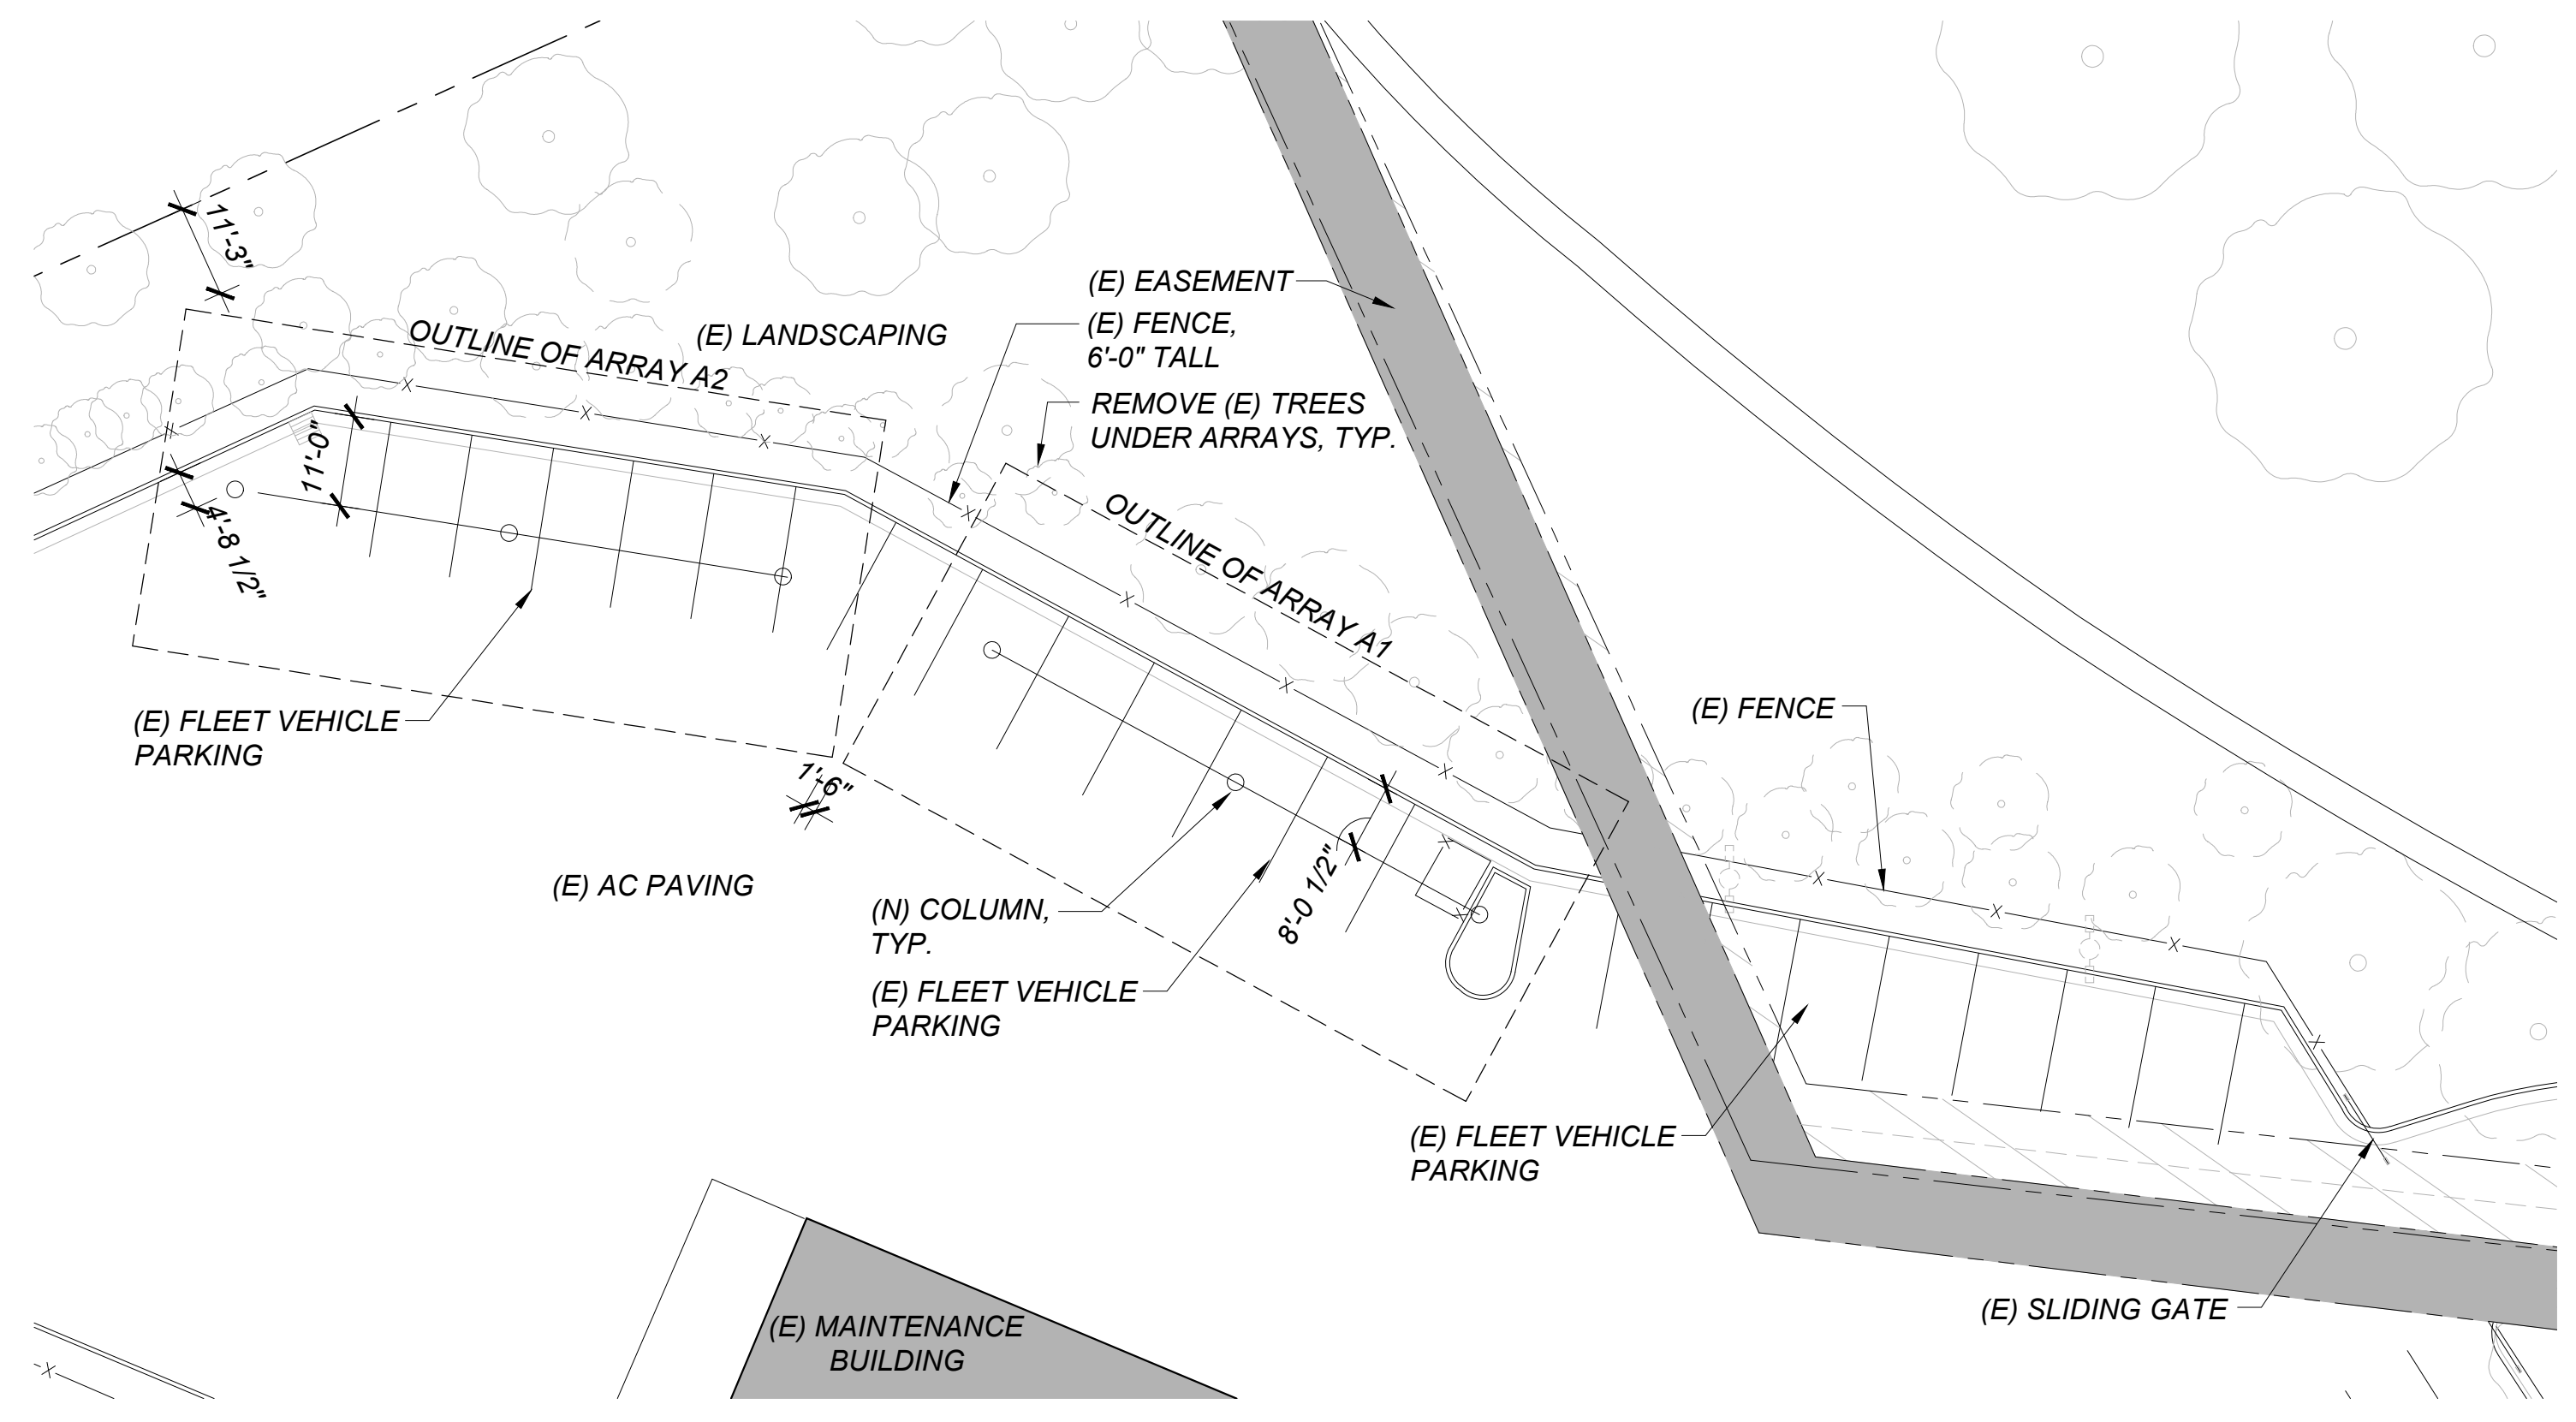 11'-3"
(E) EASEMENT
(E) FENCE,
6'-0" TALL
OUTLINE OF ARRAY A2
(E) LANDSCAPING
REMOVE (E) TREES
UNDER ARRAYS, TYP.
11'-0"
4'-8 1/2"
OUTLINE OF ARRAY A1
(E) FLEET VEHICLE
PARKING
(E) FENCE
1'-6"
(E) AC PAVING
(N) COLUMN,
TYP.
8'-0 1/2"
(E) FLEET VEHICLE
PARKING
(E) FLEET VEHICLE
PARKING
(E) SLIDING GATE
(E) MAINTENANCE
BUILDING